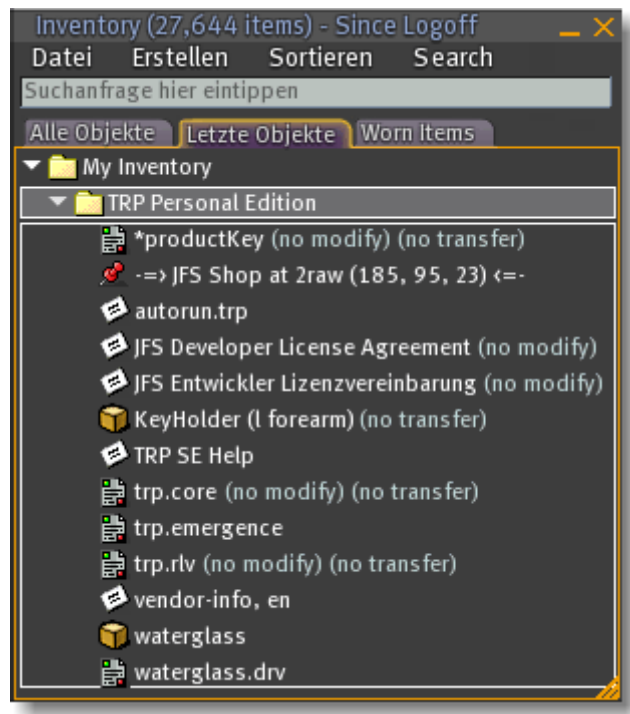 Inventory (27,644 items) - Since Logoff
Datei Erstellen Sortieren Search
Suchanfrage hier eintippen
Alle Objekte Letzte Objekte Worn Items
My Inventory
TRP Personal Edition
*productKey (no modify) (no transfer)
-=> JFS Shop at 2raw (185, 95, 23) <=-
autorun.trp
JFS Developer License Agreement (no modify)
JFS Entwickler Lizenzvereinbarung (no modify)
KeyHolder (l forearm) (no transfer)
TRP SE Help
trp.core (no modify) (no transfer)
trp.emergence
trp.rlv (no modify) (no transfer)
vendor-info, en
waterglass
waterglass.drv